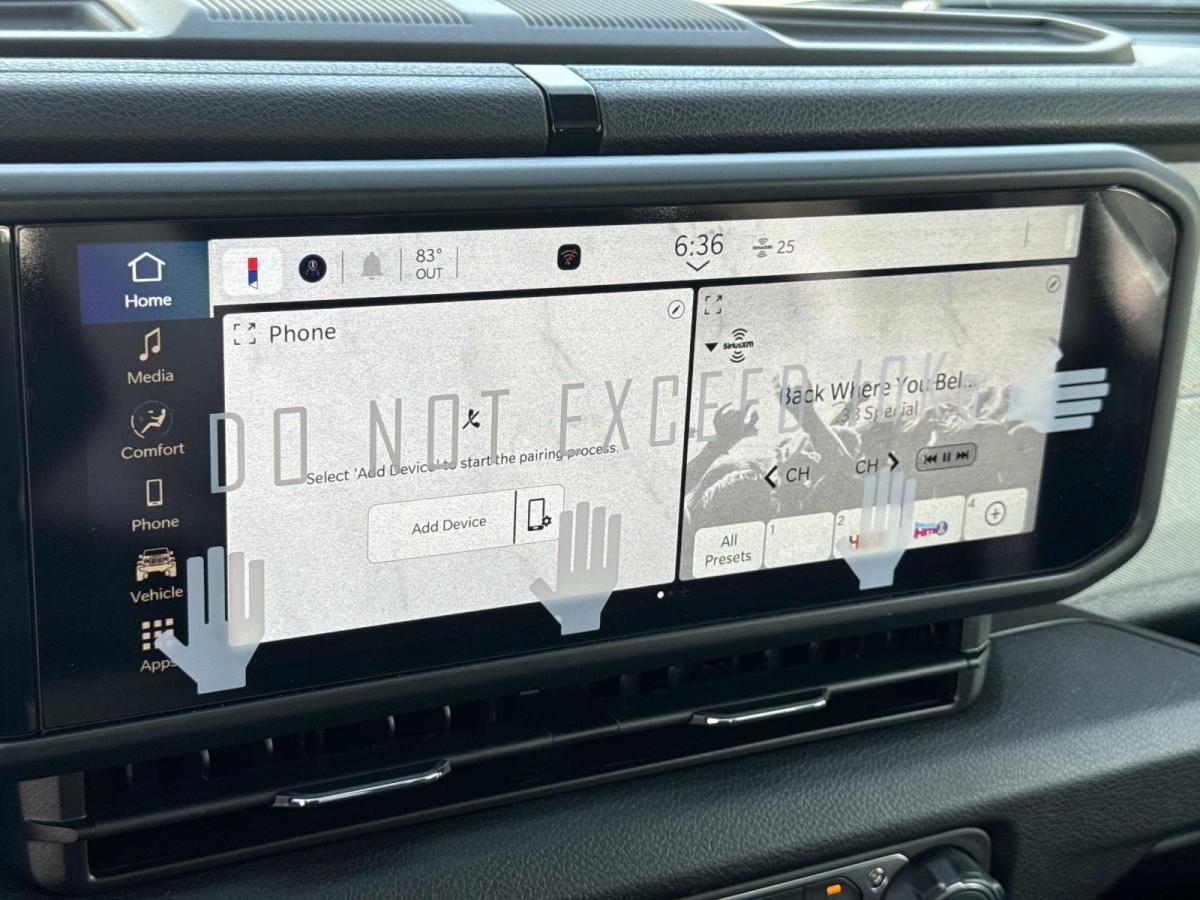 Home
83°
OUT
6:36
25
Media
Comfort
Phone
Vehicle
Apps
Phone
DO NOT EXCEED
Select 'Add Device' to start the pairing process.
Add Device
SiriusXM
Back Where You Bel...
38 Special
CH
CH
All
Presets
1
2
4